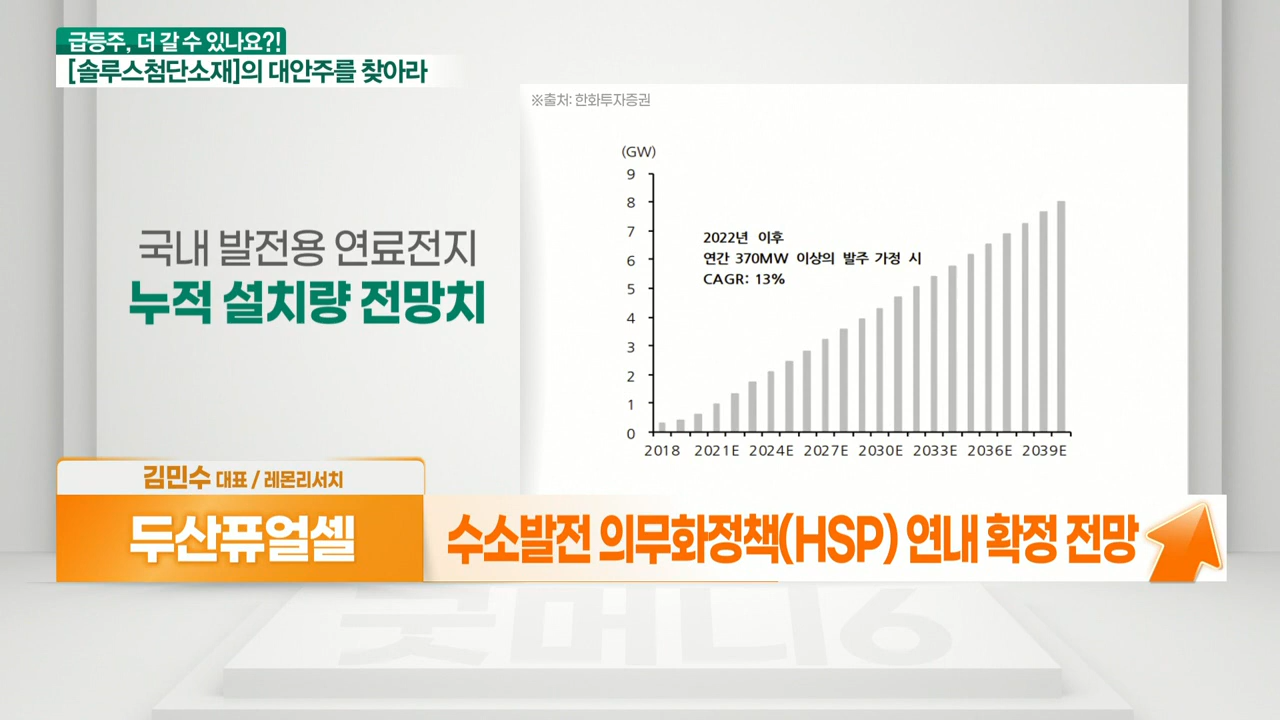 급등주, 더 갈 수 있나요?!
[솔루스첨단소재]의 대안주를 찾아라
※출처: 한화투자증권
국내 발전용 연료전지
누적 설치량 전망치
(GW)
9
8
7
6
5
4
3
2
1
0
2022년 이후
연간 370MW 이상의 발주 가정 시
CAGR: 13%
2018 2021E 2024E 2027E 2030E 2033E 2036E 2039E
김민수 대표 / 레몬리서치
두산퓨얼셀
수소발전 의무화정책(HSP) 연내 확정 전망
굿머니6